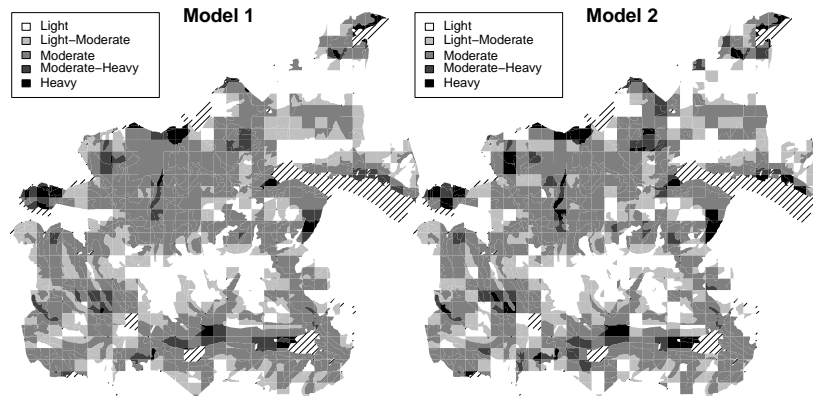 Model 1
Light
Light−Moderate
Moderate
Moderate−Heavy
Heavy
Model 2
Light
Light−Moderate
Moderate
Moderate−Heavy
Heavy